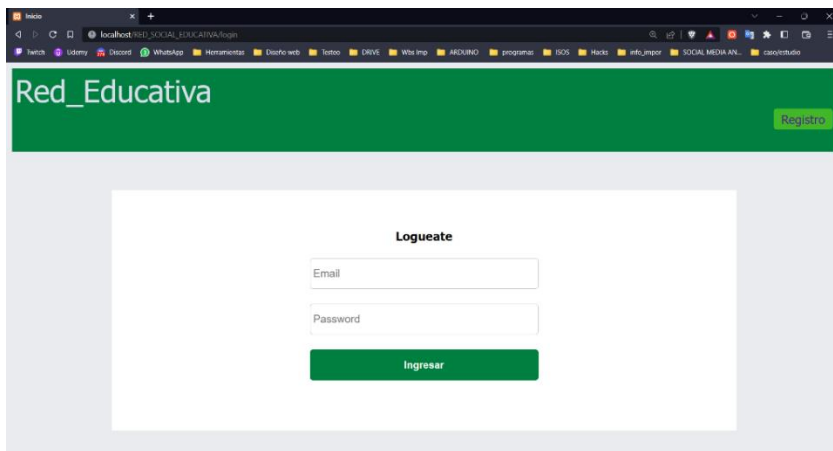 Inicio
localhost/RED_SOCIAL_EDUCATIVA/login
Twitch Udemy Discord WhatsApp Herramientas Diseño web Testeo DRIVE Wbs Imp ARDUINO programas ISOS Hacks info_impor SOCIAL MEDIA AN... caso/estudio
Red_Educativa
Registro
Logueate
Email
Password
Ingresar